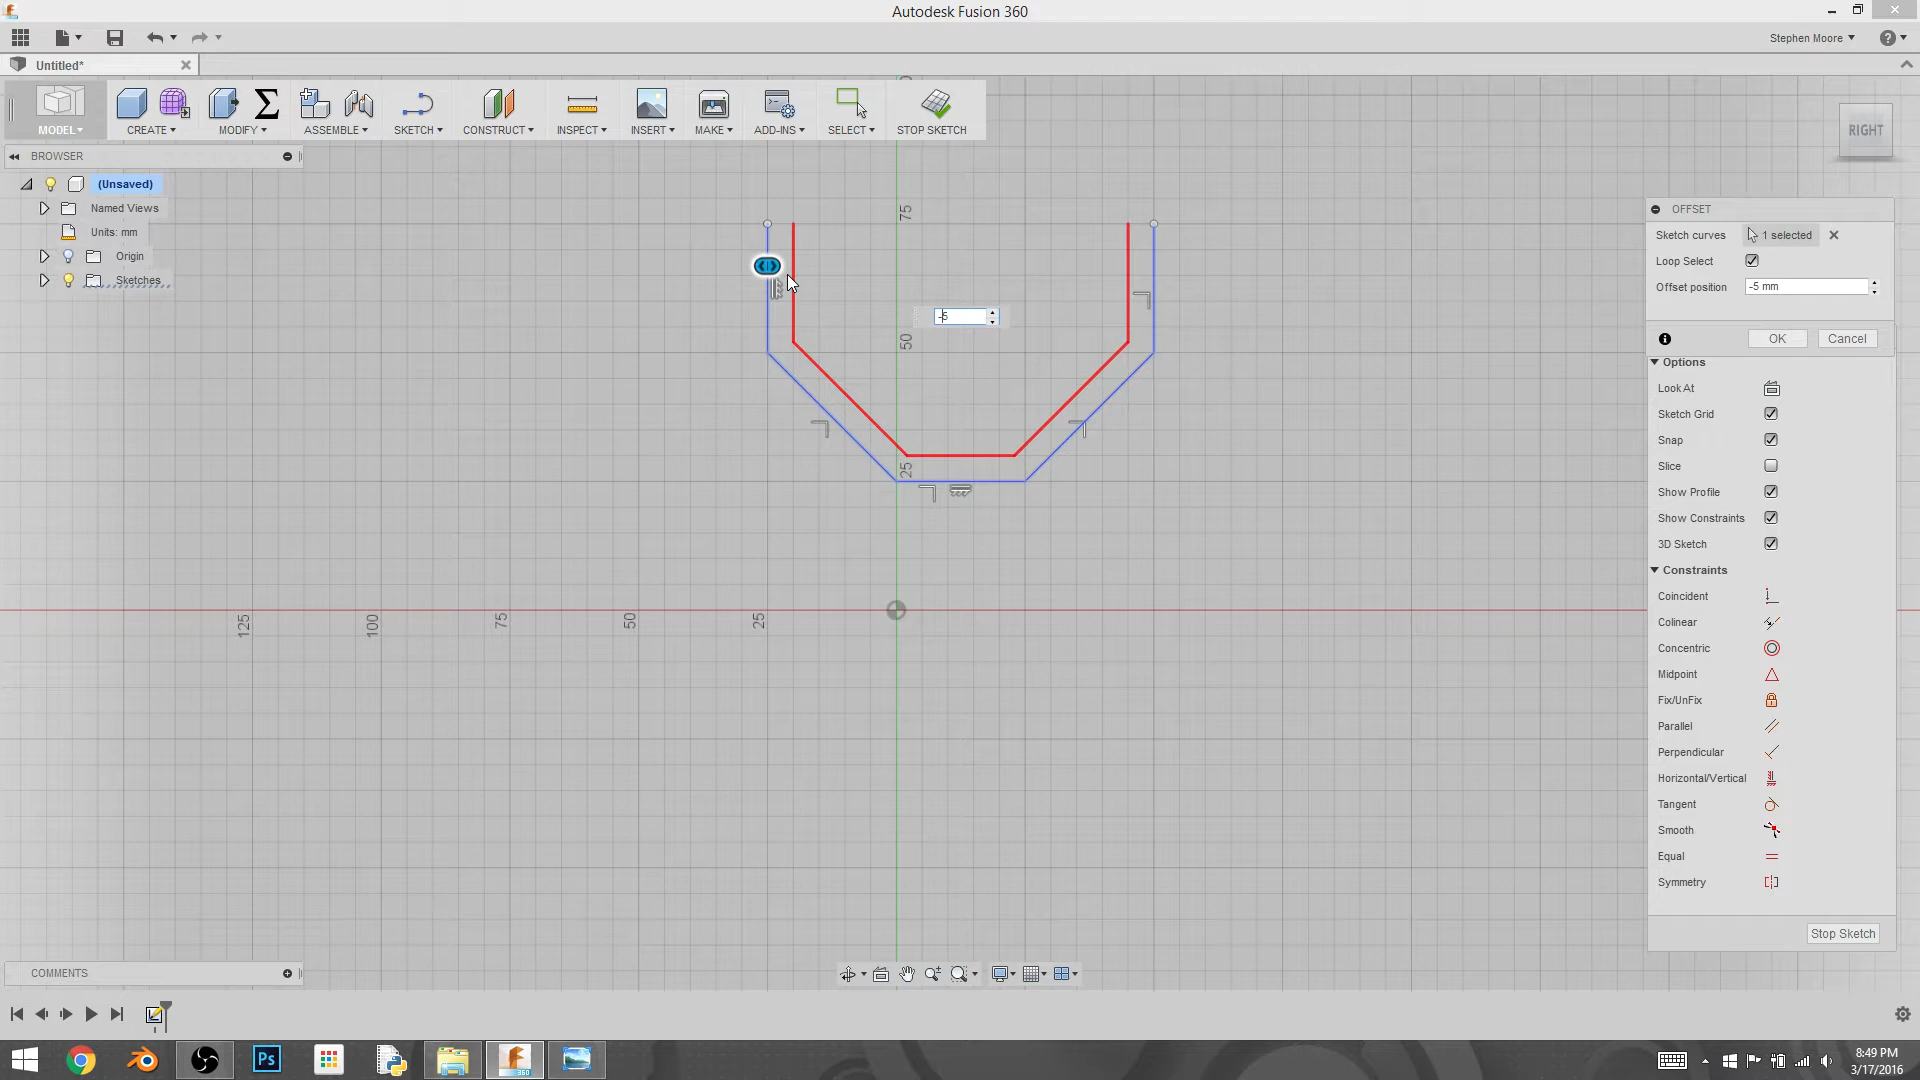 Autodesk Fusion 360
Stephen Moore
Untitled*
MODEL
CREATE
MODIFY
ASSEMBLE
SKETCH
CONSTRUCT
INSPECT
INSERT
MAKE
ADD-INS
SELECT
STOP SKETCH
RIGHT
BROWSER
(Unsaved)
Named Views
Units: mm
Origin
Sketches
75
50
25
125
100
75
50
25
-5
OFFSET
Sketch curves
1 selected
Loop Select
Offset position
-5 mm
OK
Cancel
Options
Look At
Sketch Grid
Snap
Slice
Show Profile
Show Constraints
3D Sketch
Constraints
Coincident
Colinear
Concentric
Midpoint
Fix/UnFix
Parallel
Perpendicular
Horizontal/Vertical
Tangent
Smooth
Equal
Symmetry
Stop Sketch
COMMENTS
Ps
360
8:49 PM
3/17/2016